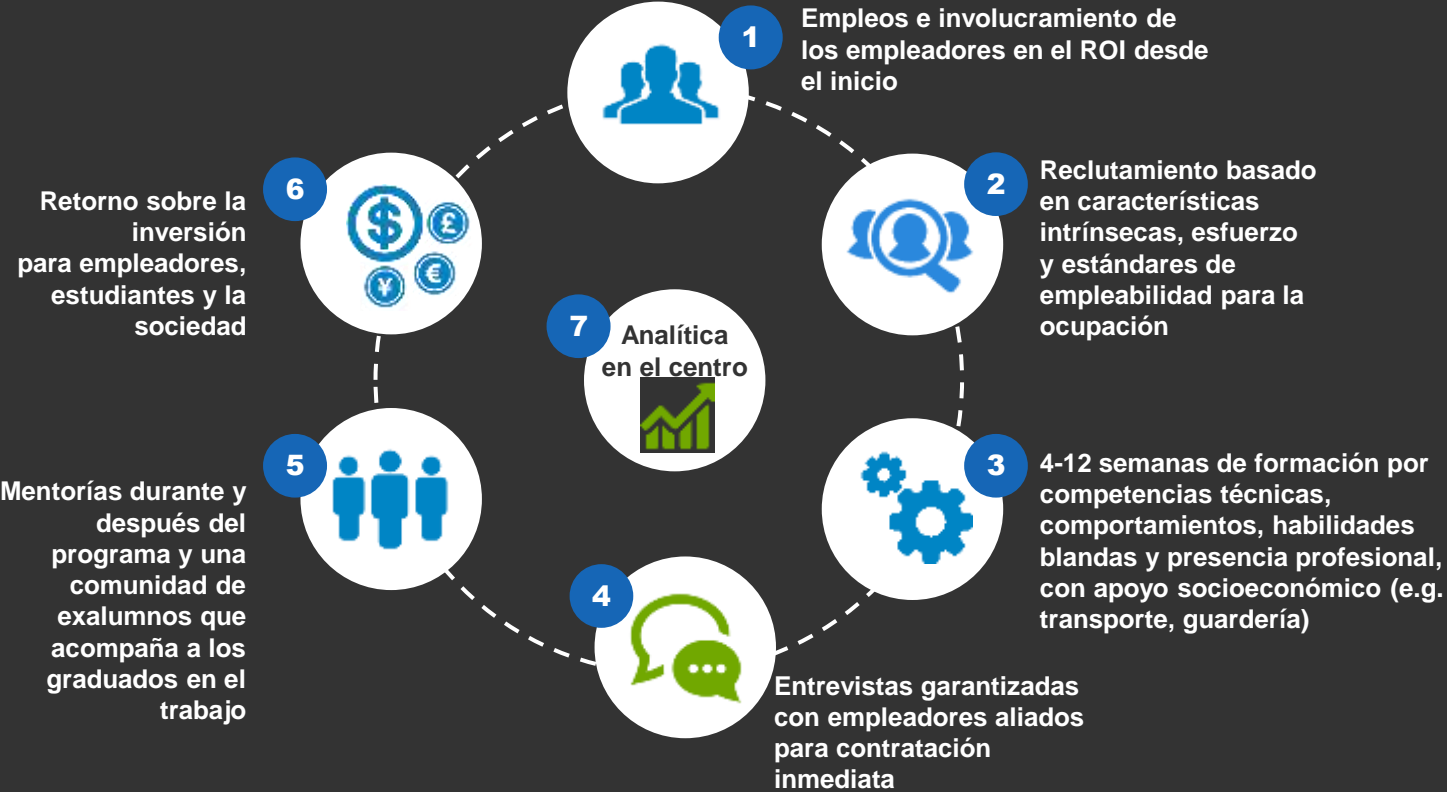 1
Empleos e involucramiento de
los empleadores en el ROI desde
el inicio
2
Reclutamiento basado
en características
intrínsecas, esfuerzo
y estándares de
empleabilidad para la
ocupación
3
4-12 semanas de formación por
competencias técnicas,
comportamientos, habilidades
blandas y presencia profesional,
con apoyo socioeconómico (e.g.
transporte, guardería)
4
Entrevistas garantizadas
con empleadores aliados
para contratación
inmediata
5
Mentorías durante y
después del
programa y una
comunidad de
exalumnos que
acompaña a los
graduados en el
trabajo
6
Retorno sobre la
inversión
para empleadores,
estudiantes y la
sociedad
$
£
¥
€
7
Analítica
en el centro